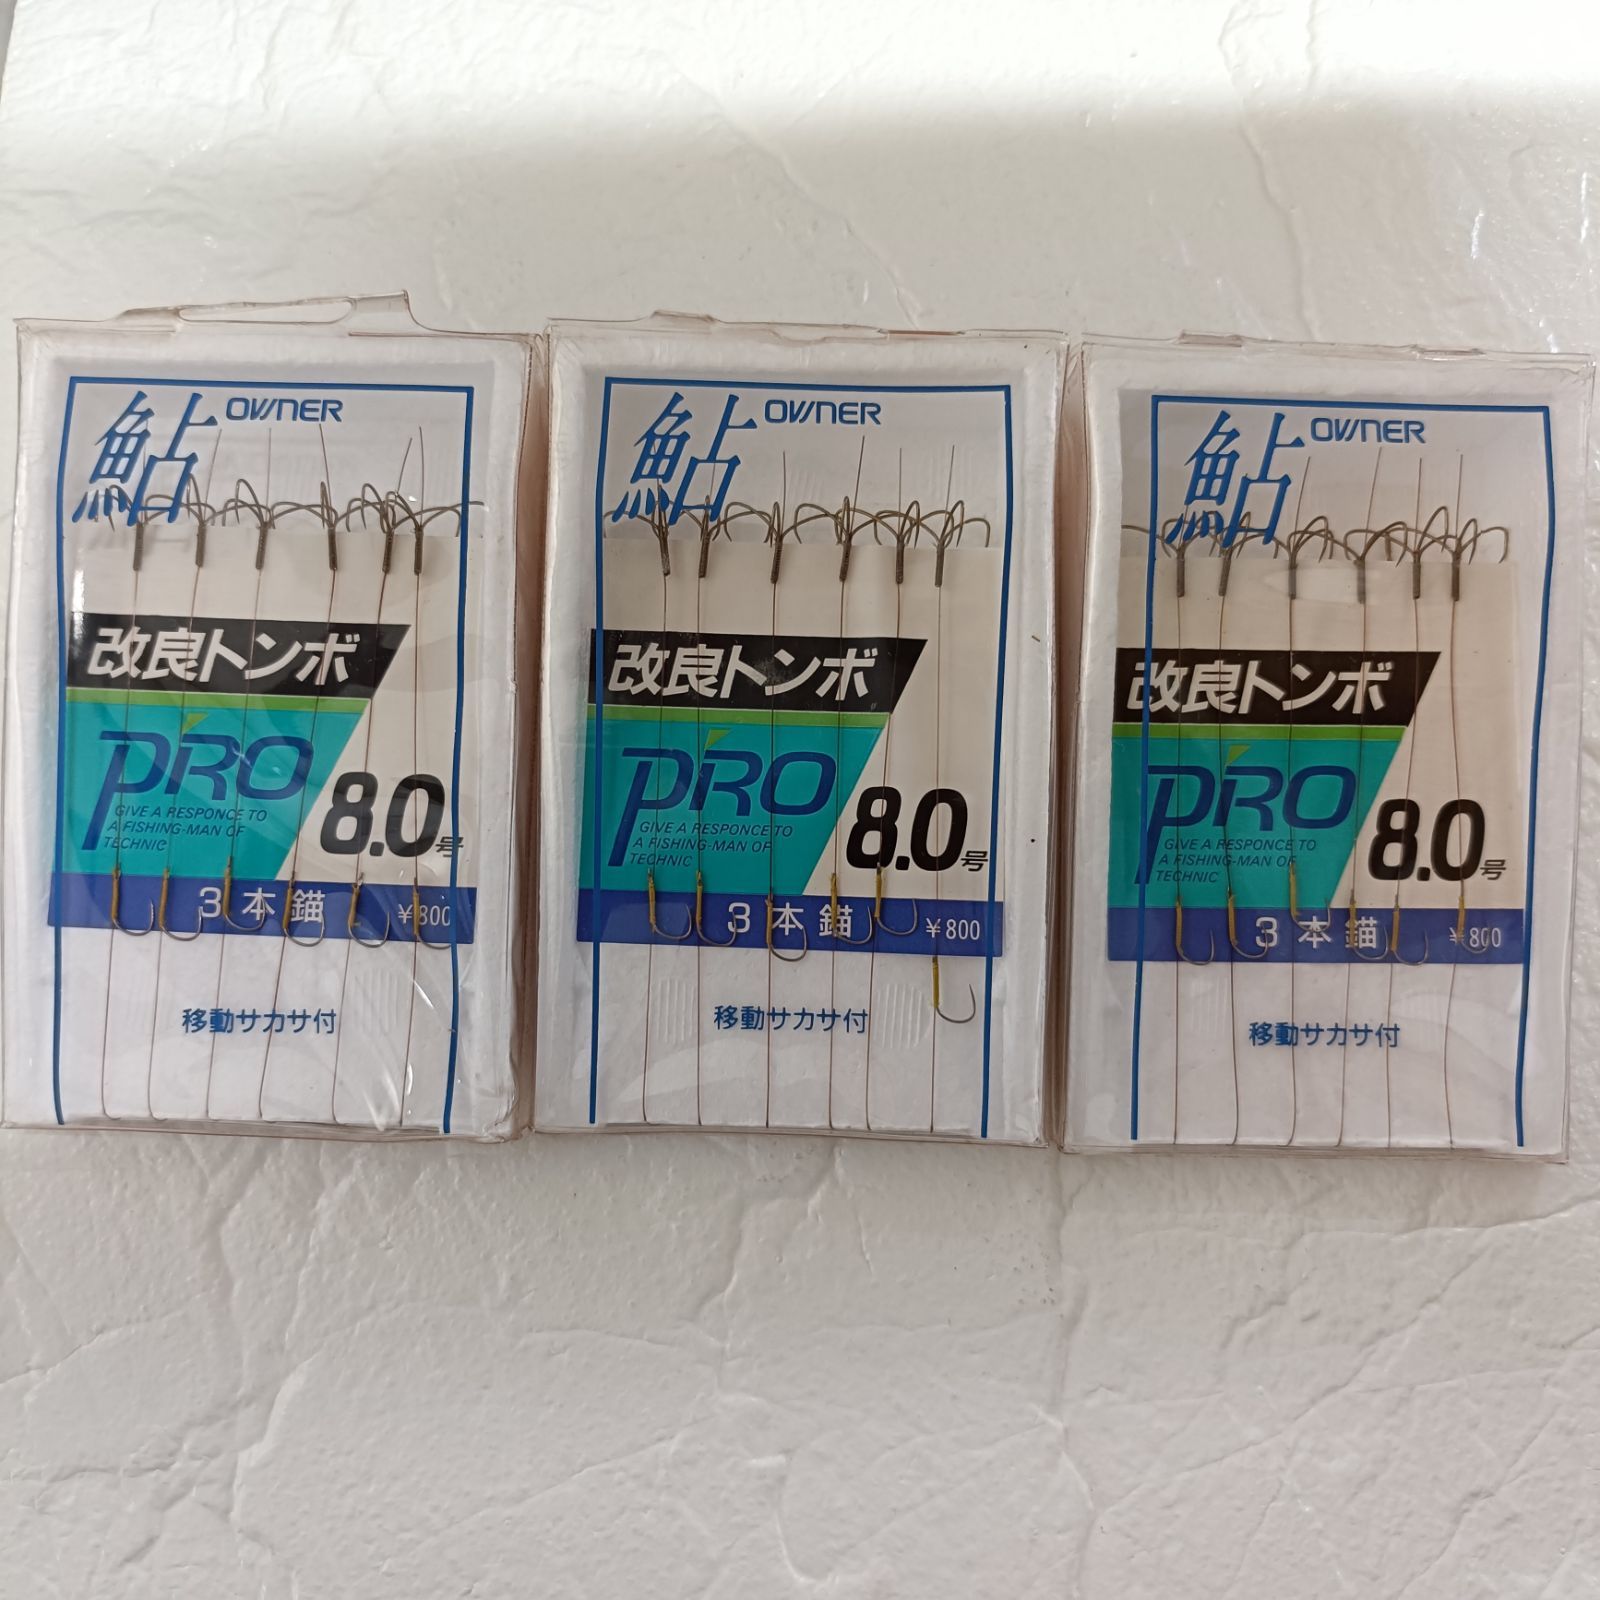 鮎 OWNER
改良トンボ
PRO
GIVE A RESPONCE TO
A FISHING-MAN OF
TECHNIC
8.0号
3本錨 ¥800
移動サカサ付
鮎 OWNER
改良トンボ
PRO
GIVE A RESPONCE TO
A FISHING-MAN OF
TECHNIC
8.0号
3本錨 ¥800
移動サカサ付
鮎 OWNER
改良トンボ
PRO
GIVE A RESPONCE TO
A FISHING-MAN OF
TECHNIC
8.0号
3本錨 ¥800
移動サカサ付